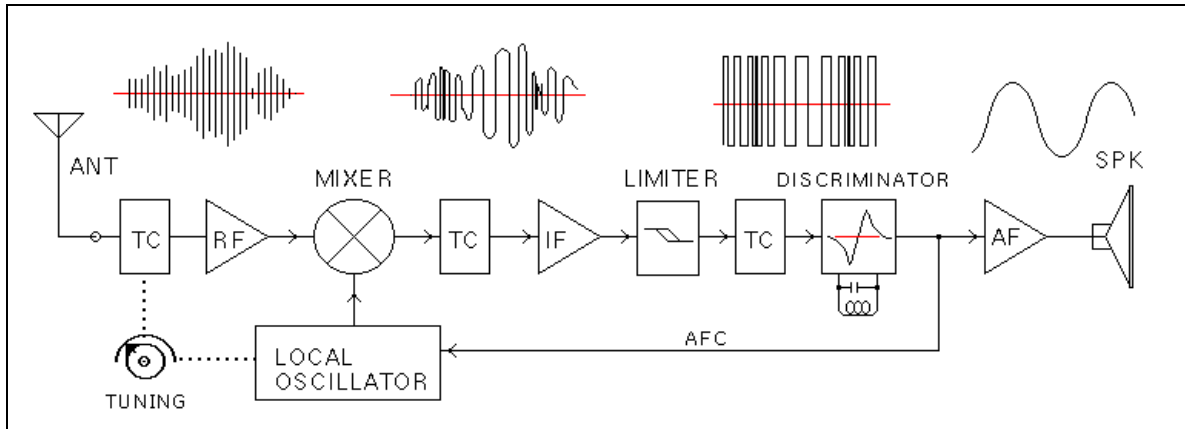 ANT
SPK
MIXER
LIMITER
DISCRIMINATOR
TC
RF
TC
IF
TC
AF
AFC
LOCAL
OSCILLATOR
TUNING